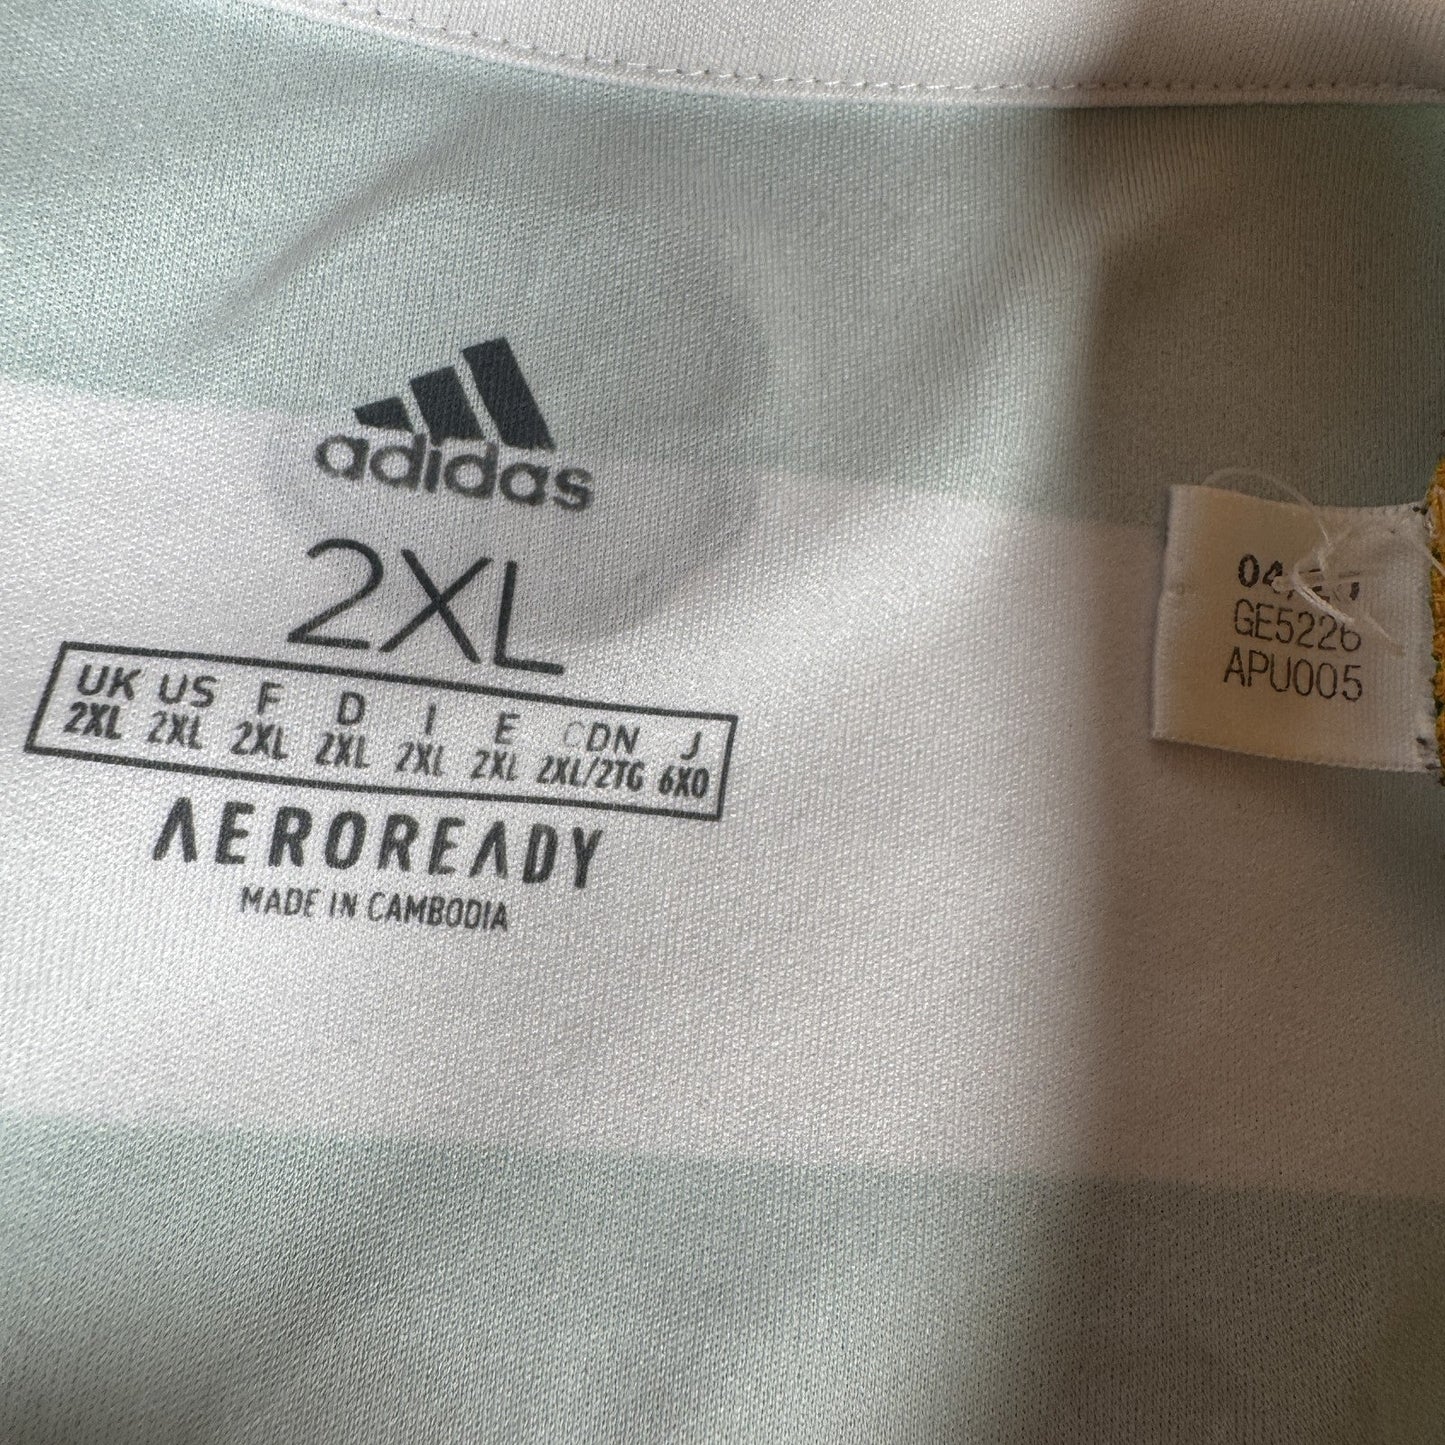 adidas
2XL
UK US F D I E CDN J
2XL 2XL 2XL 2XL 2XL 2XL 2XL/2TG 6XO
AEROREADY
MADE IN CAMBODIA
GE5226
APU005